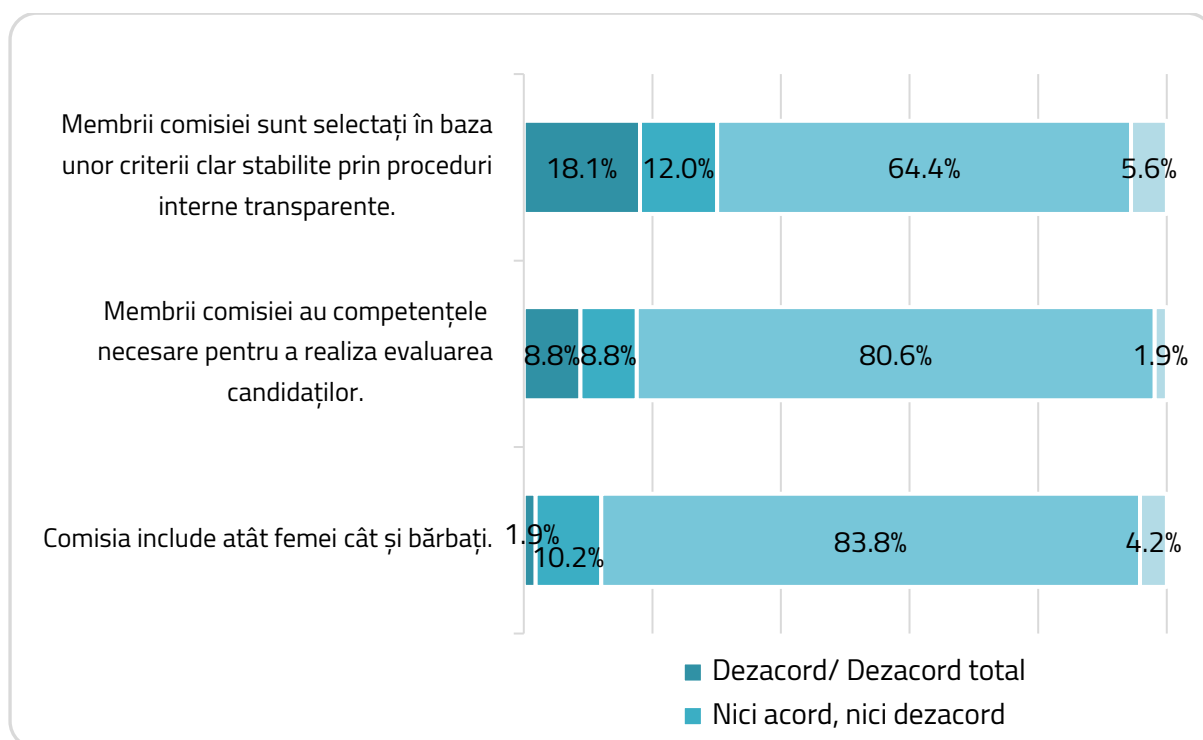 Membrii comisiei sunt selectați în baza
unor criterii clar stabilite prin proceduri
interne transparente.
18.1% 12.0% 64.4% 5.6%
Membrii comisiei au competențele
necesare pentru a realiza evaluarea
candidaților.
8.8% 8.8% 80.6% 1.9%
Comisia include atât femei cât și bărbați.
1.9% 10.2% 83.8% 4.2%
Dezacord/ Dezacord total
Nici acord, nici dezacord